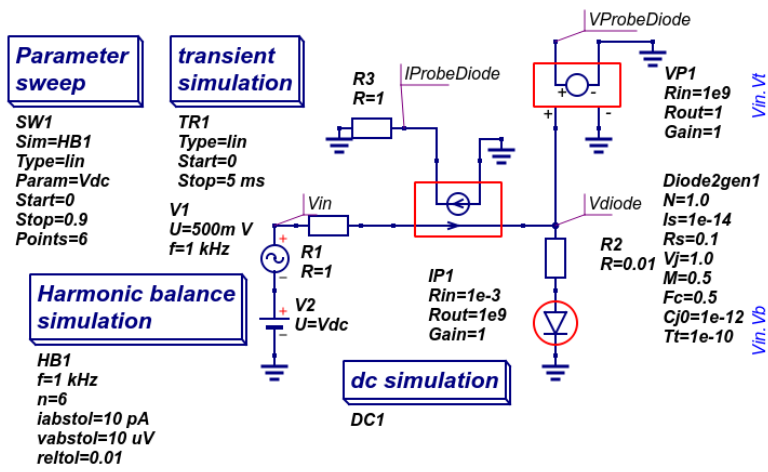 Parameter
sweep
SW1
Sim=HB1
Type=lin
Param=Vdc
Start=0
Stop=0.9
Points=6
transient
simulation
TR1
Type=lin
Start=0
Stop=5 ms
V1
U=500m V
f=1 kHz
Vin
R1
R=1
V2
U=Vdc
R3
R=1
IProbeDiode
IP1
Rin=1e-3
Rout=1e9
Gain=1
VProbeDiode
+ -
+ -
VP1
Rin=1e9
Rout=1
Gain=1
Vdiode
R2
R=0.01
Diode2gen1
N=1.0
Is=1e-14
Rs=0.1
Vj=1.0
M=0.5
Fc=0.5
Cj0=1e-12
Tt=1e-10
Vin.Vt
Vin.Vb
Harmonic balance
simulation
HB1
f=1 kHz
n=6
iabstol=10 pA
vabstol=10 uV
reltol=0.01
dc simulation
DC1